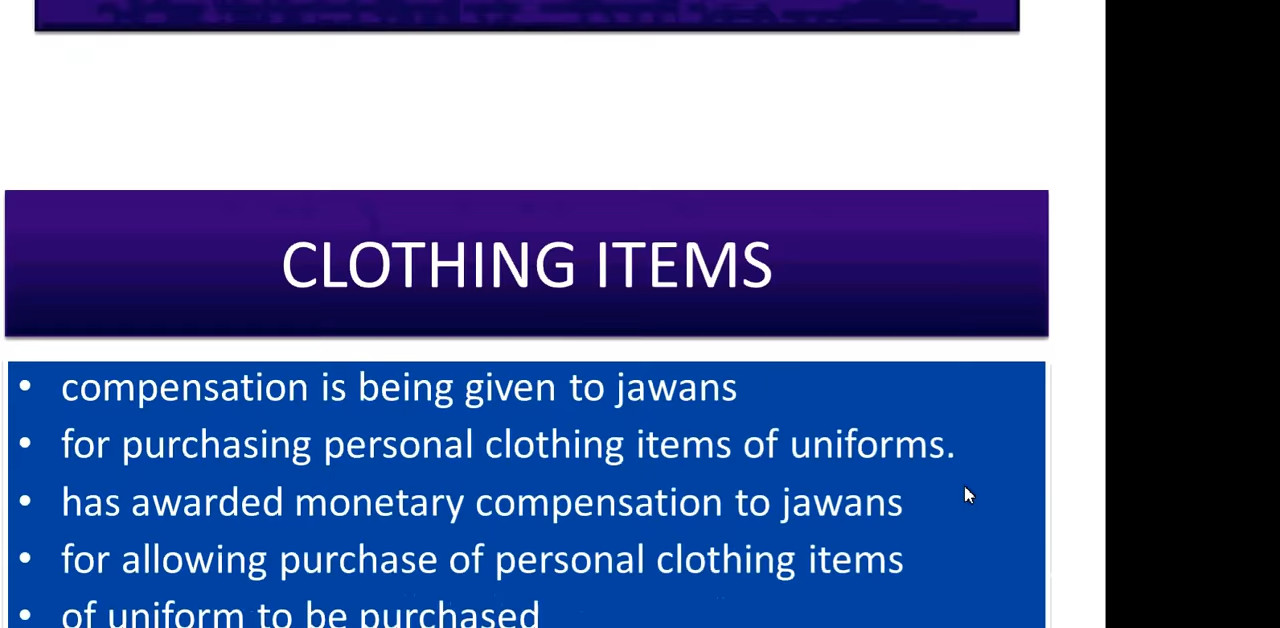 CLOTHING ITEMS
• compensation is being given to jawans
• for purchasing personal clothing items of uniforms.
• has awarded monetary compensation to jawans
• for allowing purchase of personal clothing items
• of uniform to be purchased